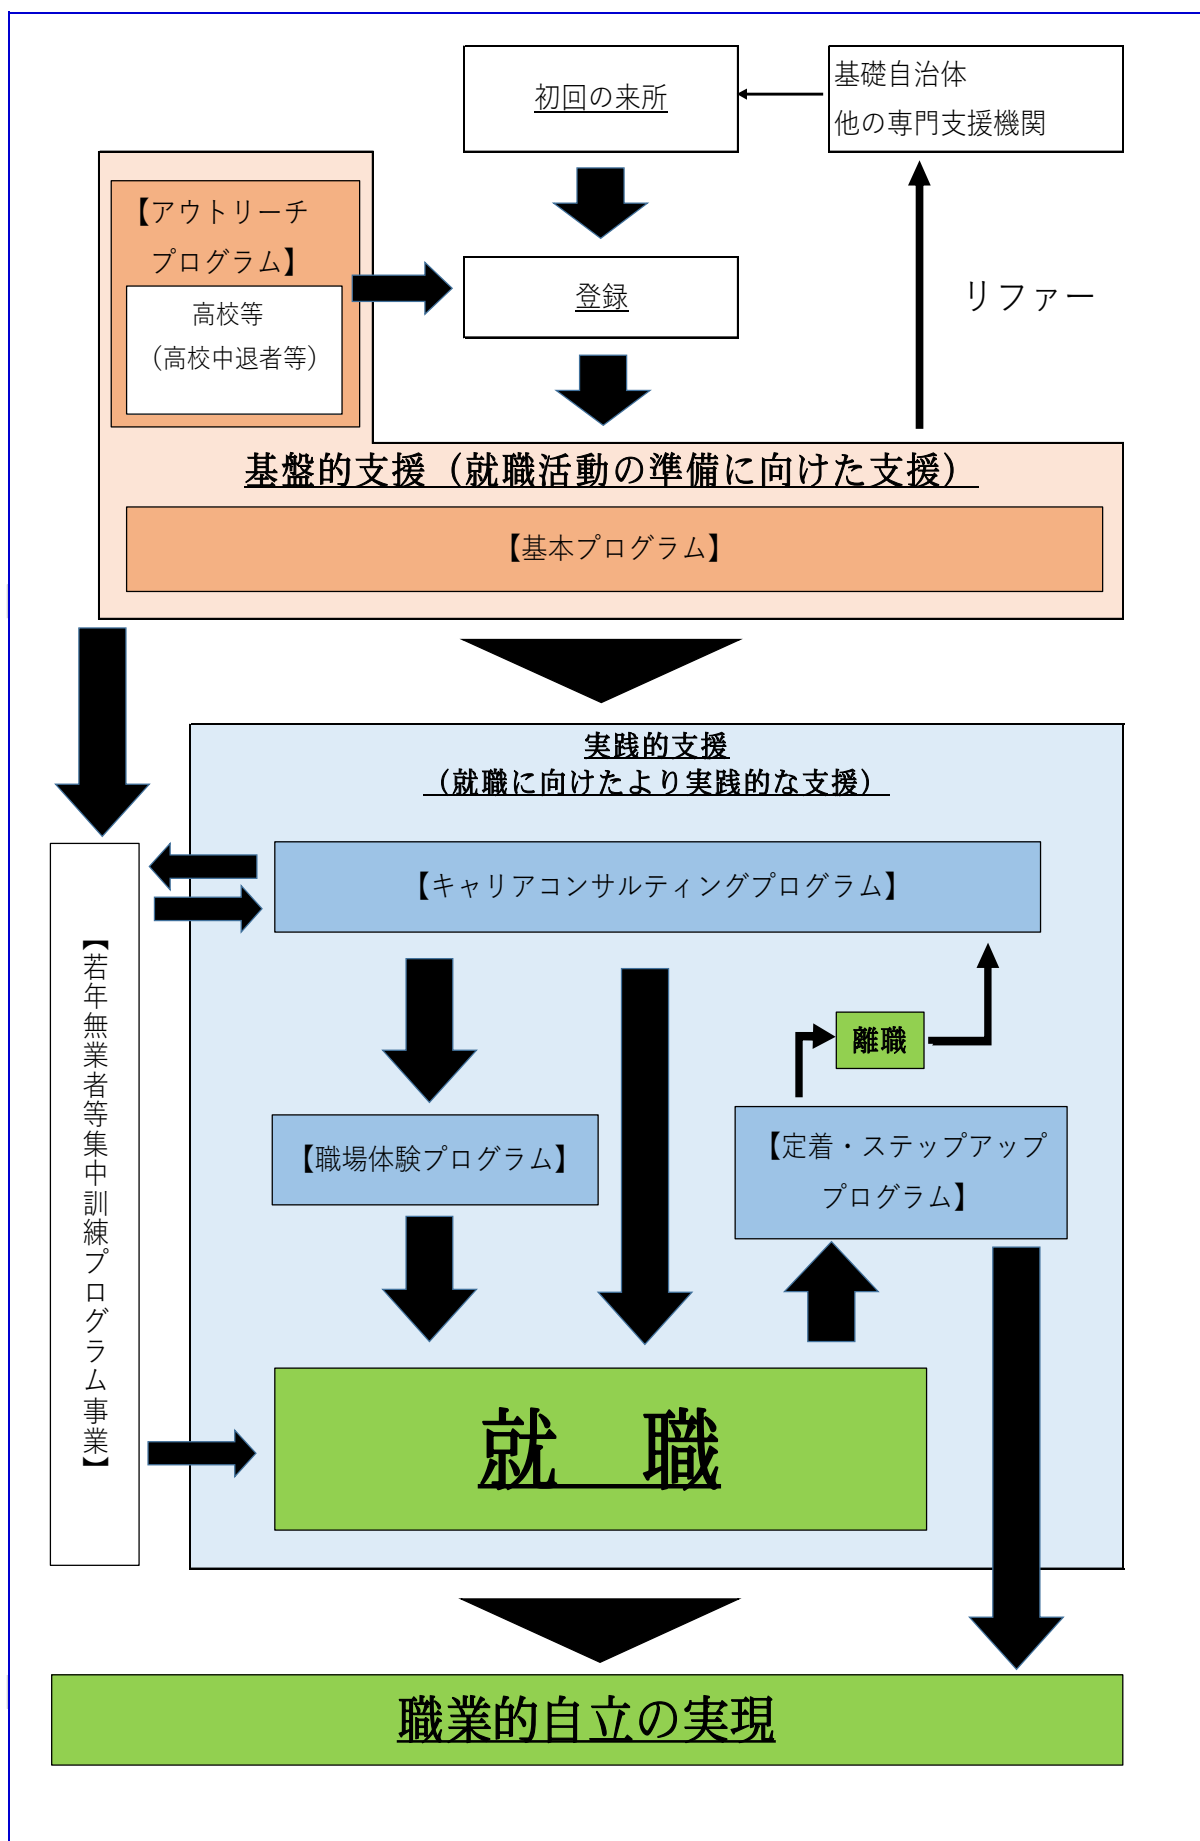 初回の来所
基礎自治体
他の専門支援機関
【アウトリーチ
プログラム】
高校等
（高校中退者等）
登録
リファー
基盤的支援（就職活動の準備に向けた支援）
【基本プログラム】
実践的支援
（就職に向けたより実践的な支援）
【キャリアコンサルティングプログラム】
【若年無業者等集中訓練プログラム事業】
離職
【職場体験プログラム】
【定着・ステップアップ
プログラム】
就　職
職業的自立の実現